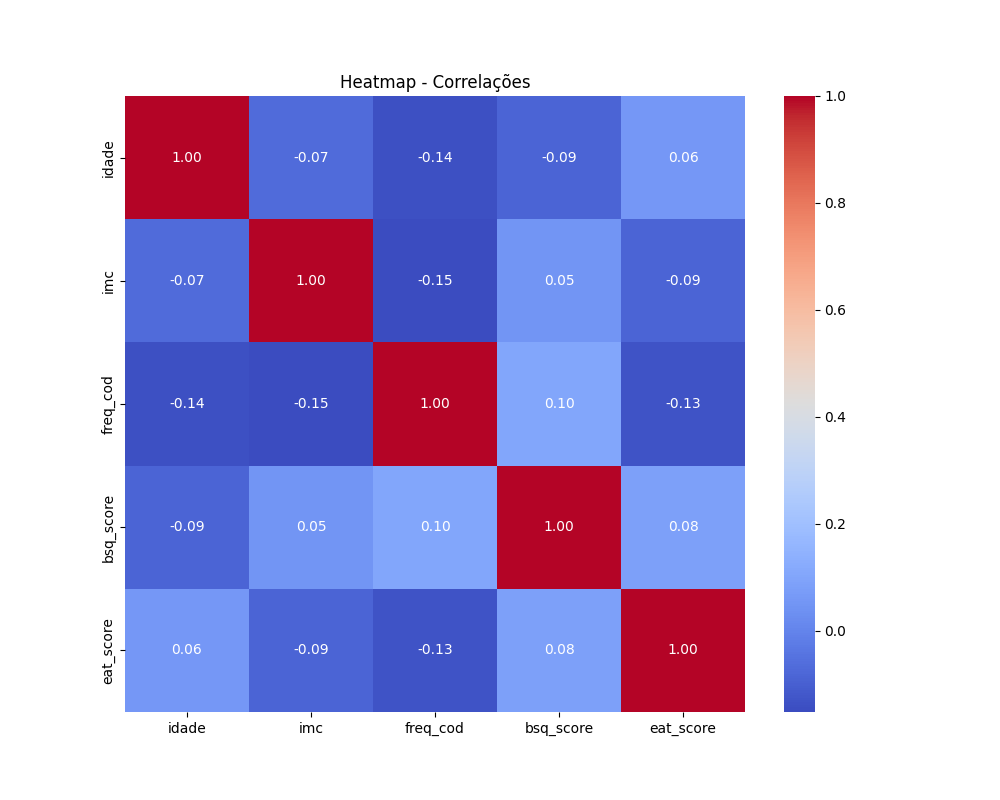 Heatmap - Correlações
idade 1.00 -0.07 -0.14 -0.09 0.06
imc -0.07 1.00 -0.15 0.05 -0.09
freq_cod -0.14 -0.15 1.00 0.10 -0.13
bsq_score -0.09 0.05 0.10 1.00 0.08
eat_score 0.06 -0.09 -0.13 0.08 1.00
idade imc freq_cod bsq_score eat_score
1.0
0.8
0.6
0.4
0.2
0.0